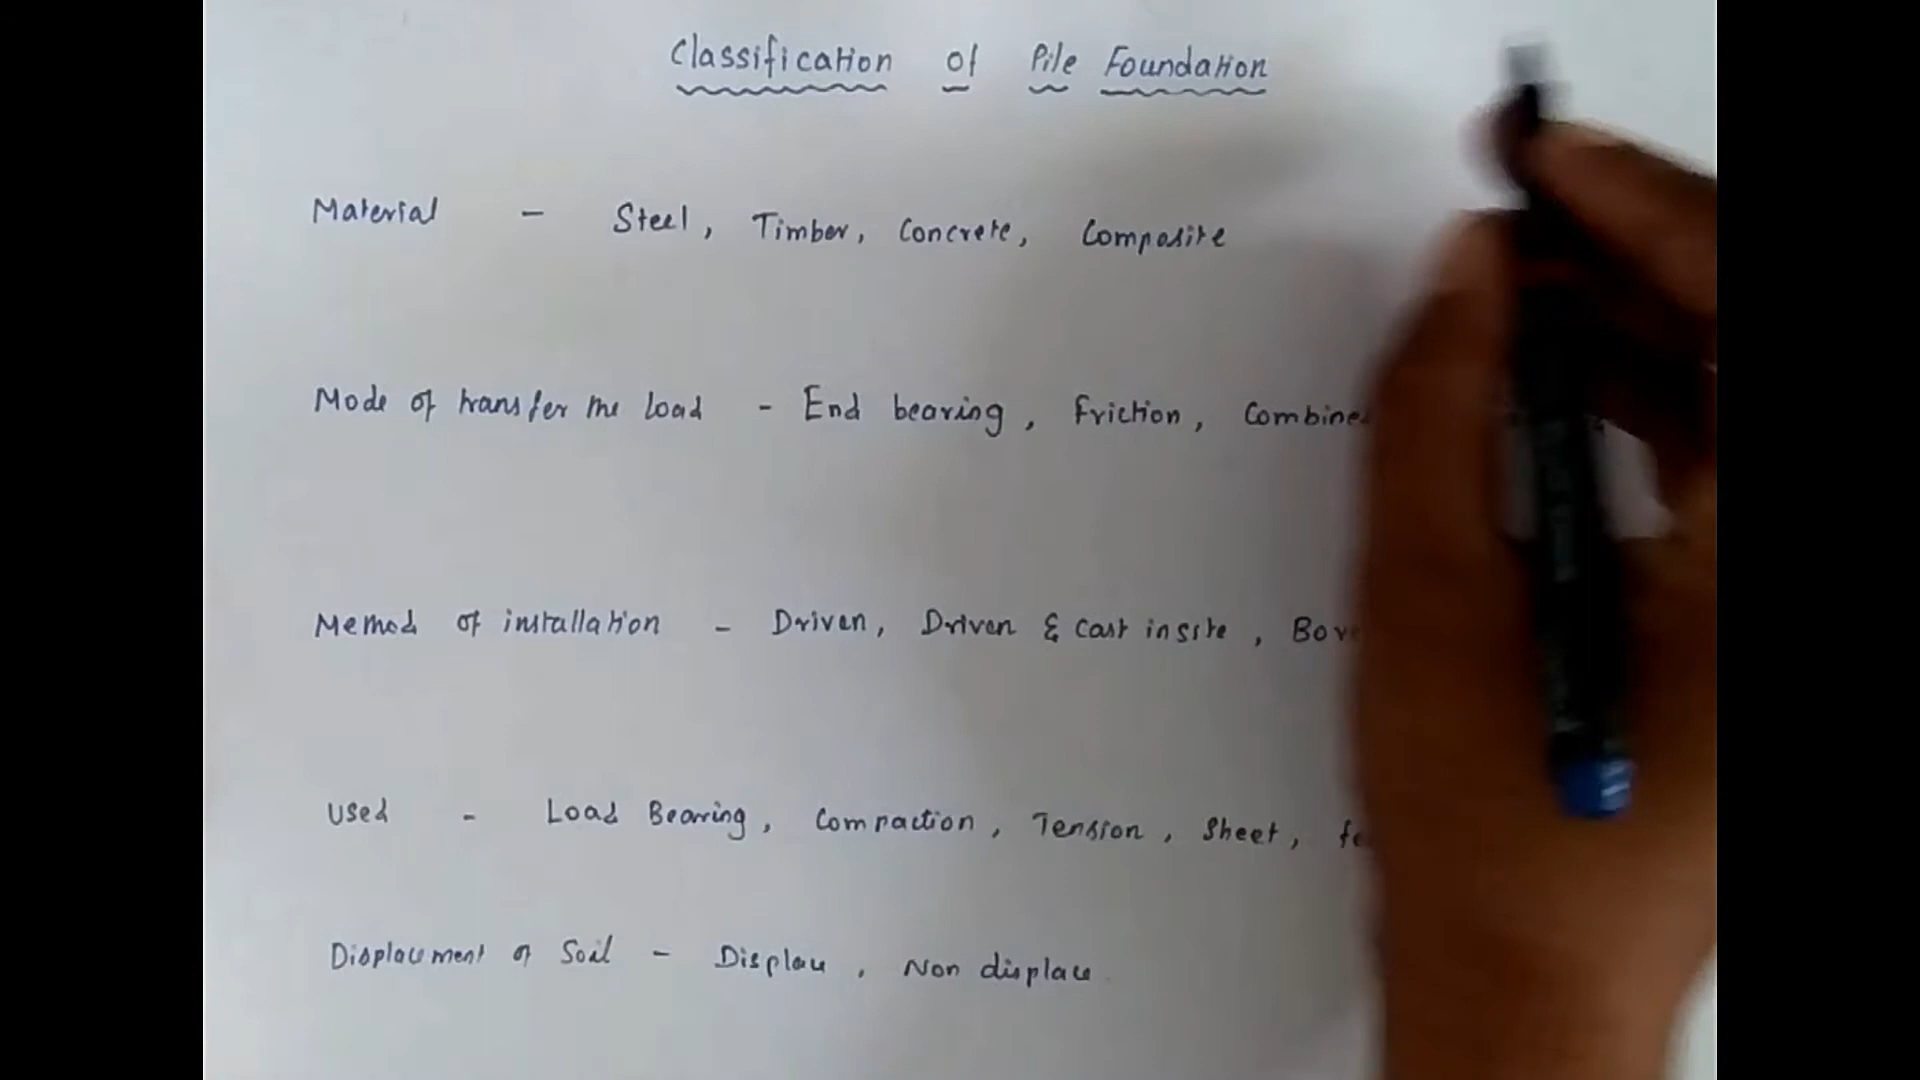 Classification of Pile Foundation
Material - Steel, Timber, Concrete, Composite
Mode of transfer the load - End bearing, Friction, Combine
Method of installation - Driven, Driven & Cast insite,
Used - Load Bearing, Compaction, Tension, Sheet,
Displacement of Soil - Displace, Non displace